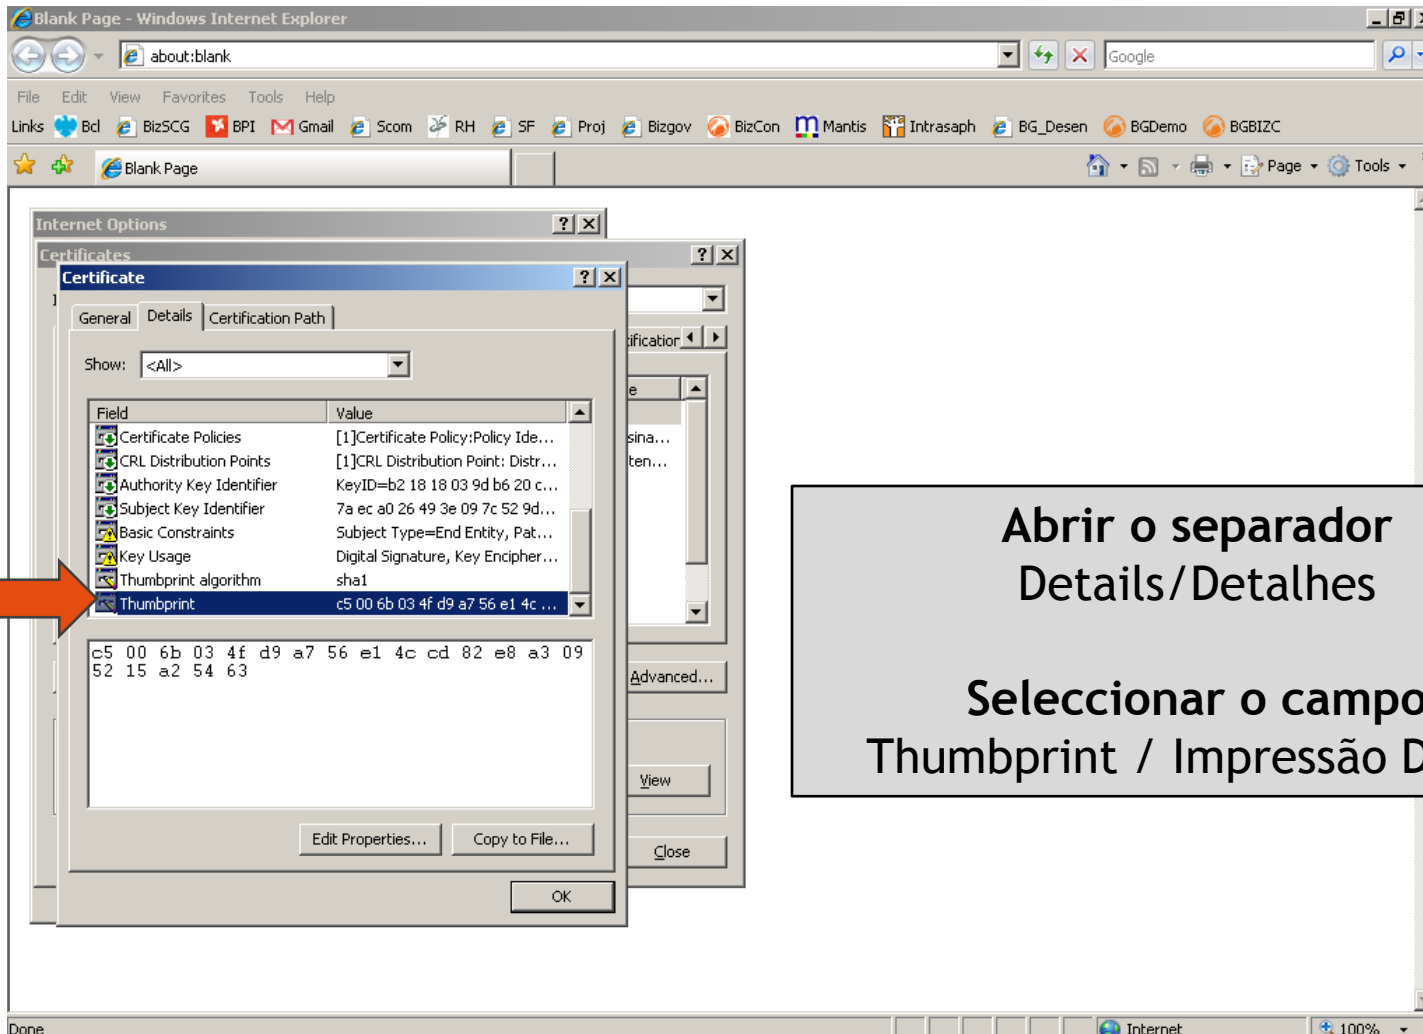 Blank Page - Windows Internet Explorer
about:blank
Google
File Edit View Favorites Tools Help
Links Bcl BizSCG BPI Gmail Scom RH SF Proj Bizgov BizCon Mantis Intrasaph BG_Desen BGDemo BGBIZC
Blank Page
Page Tools
Internet Options
Certificates
Certificate
General Details Certification Path
Show: <All>
Field Value
Certificate Policies [1]Certificate Policy:Policy Ide...
CRL Distribution Points [1]CRL Distribution Point: Distr...
Authority Key Identifier KeyID=b2 18 18 03 9d b6 20 c...
Subject Key Identifier 7a ec a0 26 49 3e 09 7c 52 9d...
Basic Constraints Subject Type=End Entity, Pat...
Key Usage Digital Signature, Key Encipher...
Thumbprint algorithm sha1
Thumbprint c5 00 6b 03 4f d9 a7 56 e1 4c ...
c5 00 6b 03 4f d9 a7 56 e1 4c cd 82 e8 a3 09
52 15 a2 54 63
Edit Properties... Copy to File...
OK
sina...
ten...
Advanced...
View
Close
Abrir o separador
Details/Detalhes
Seleccionar o campo
Thumbprint / Impressão D
Done
Internet
100%